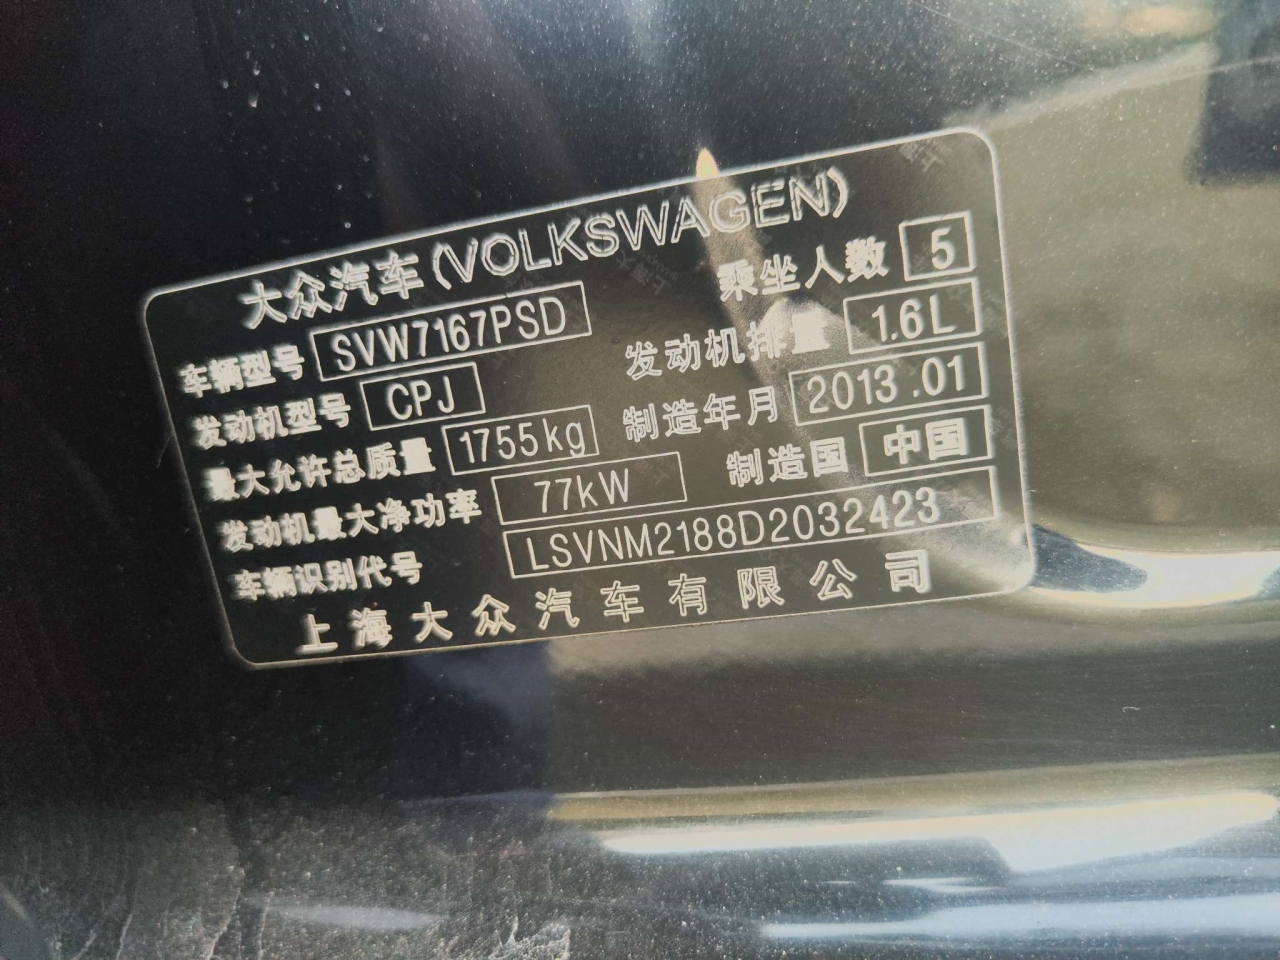 大众汽车(VOLKSWAGEN)
车辆型号 SVW7167PSD 乘坐人数 5
发动机型号 CPJ 发动机排量 1.6L
最大允许总质量 1755kg 制造年月 2013.01
发动机最大净功率 77kW 制造国 中国
车辆识别代号 LSVNM2188D2032423
上海大众汽车有限公司